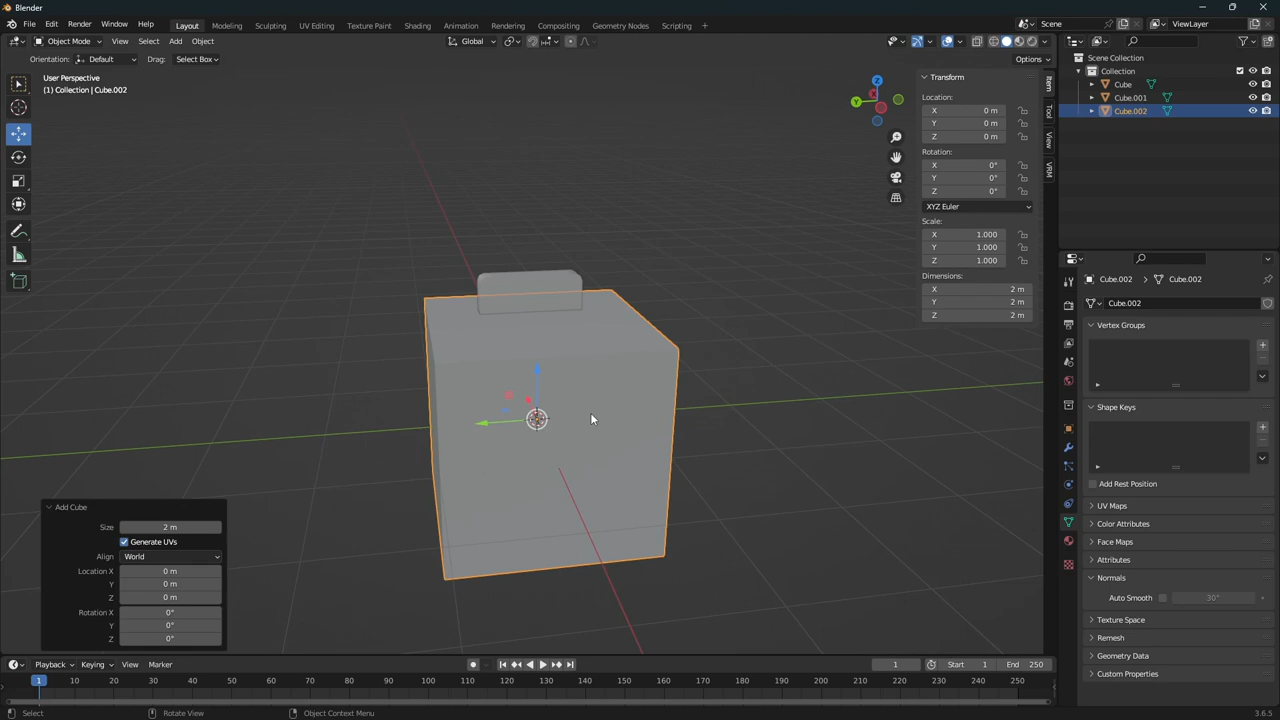 Blender
File Edit Render Window Help
Layout Modeling Sculpting UV Editing Texture Paint Shading Animation Rendering Compositing Geometry Nodes Scripting +
Scene
ViewLayer
Object Mode View Select Add Object
Global
Orientation: Default Drag: Select Box
Options
User Perspective
(1) Collection | Cube.002
Z
Y
X
Transform
Location:
X 0 m
Y 0 m
Z 0 m
Rotation:
X 0°
Y 0°
Z 0°
XYZ Euler
Scale:
X 1.000
Y 1.000
Z 1.000
Dimensions:
X 2 m
Y 2 m
Z 2 m
Item
Tool
View
VRM
Scene Collection
Collection
Cube
Cube.001
Cube.002
Cube.002 > Cube.002
Cube.002
Vertex Groups
Shape Keys
Add Rest Position
UV Maps
Color Attributes
Face Maps
Attributes
Normals
Auto Smooth 30°
Texture Space
Remesh
Geometry Data
Custom Properties
Add Cube
Size 2 m
Generate UVs
Align World
Location X 0 m
Y 0 m
Z 0 m
Rotation X 0°
Y 0°
Z 0°
Playback Keying View Marker
1 Start 1 End 250
1 10 20 30 40 50 60 70 80 90 100 110 120 130 140 150 160 170 180 190 200 210 220 230 240 250
Select Rotate View Object Context Menu
3.6.5